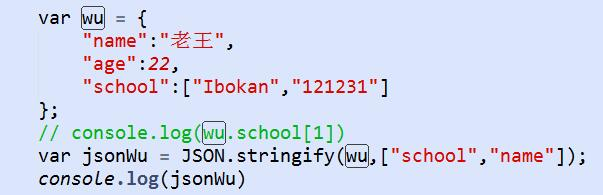 var wu = {
"name":"老王",
"age":22,
"school":["Ibokan","121231"]
};
// console.log(wu.school[1])
var jsonWu = JSON.stringify(wu,["school","name"]);
console.log(jsonWu)